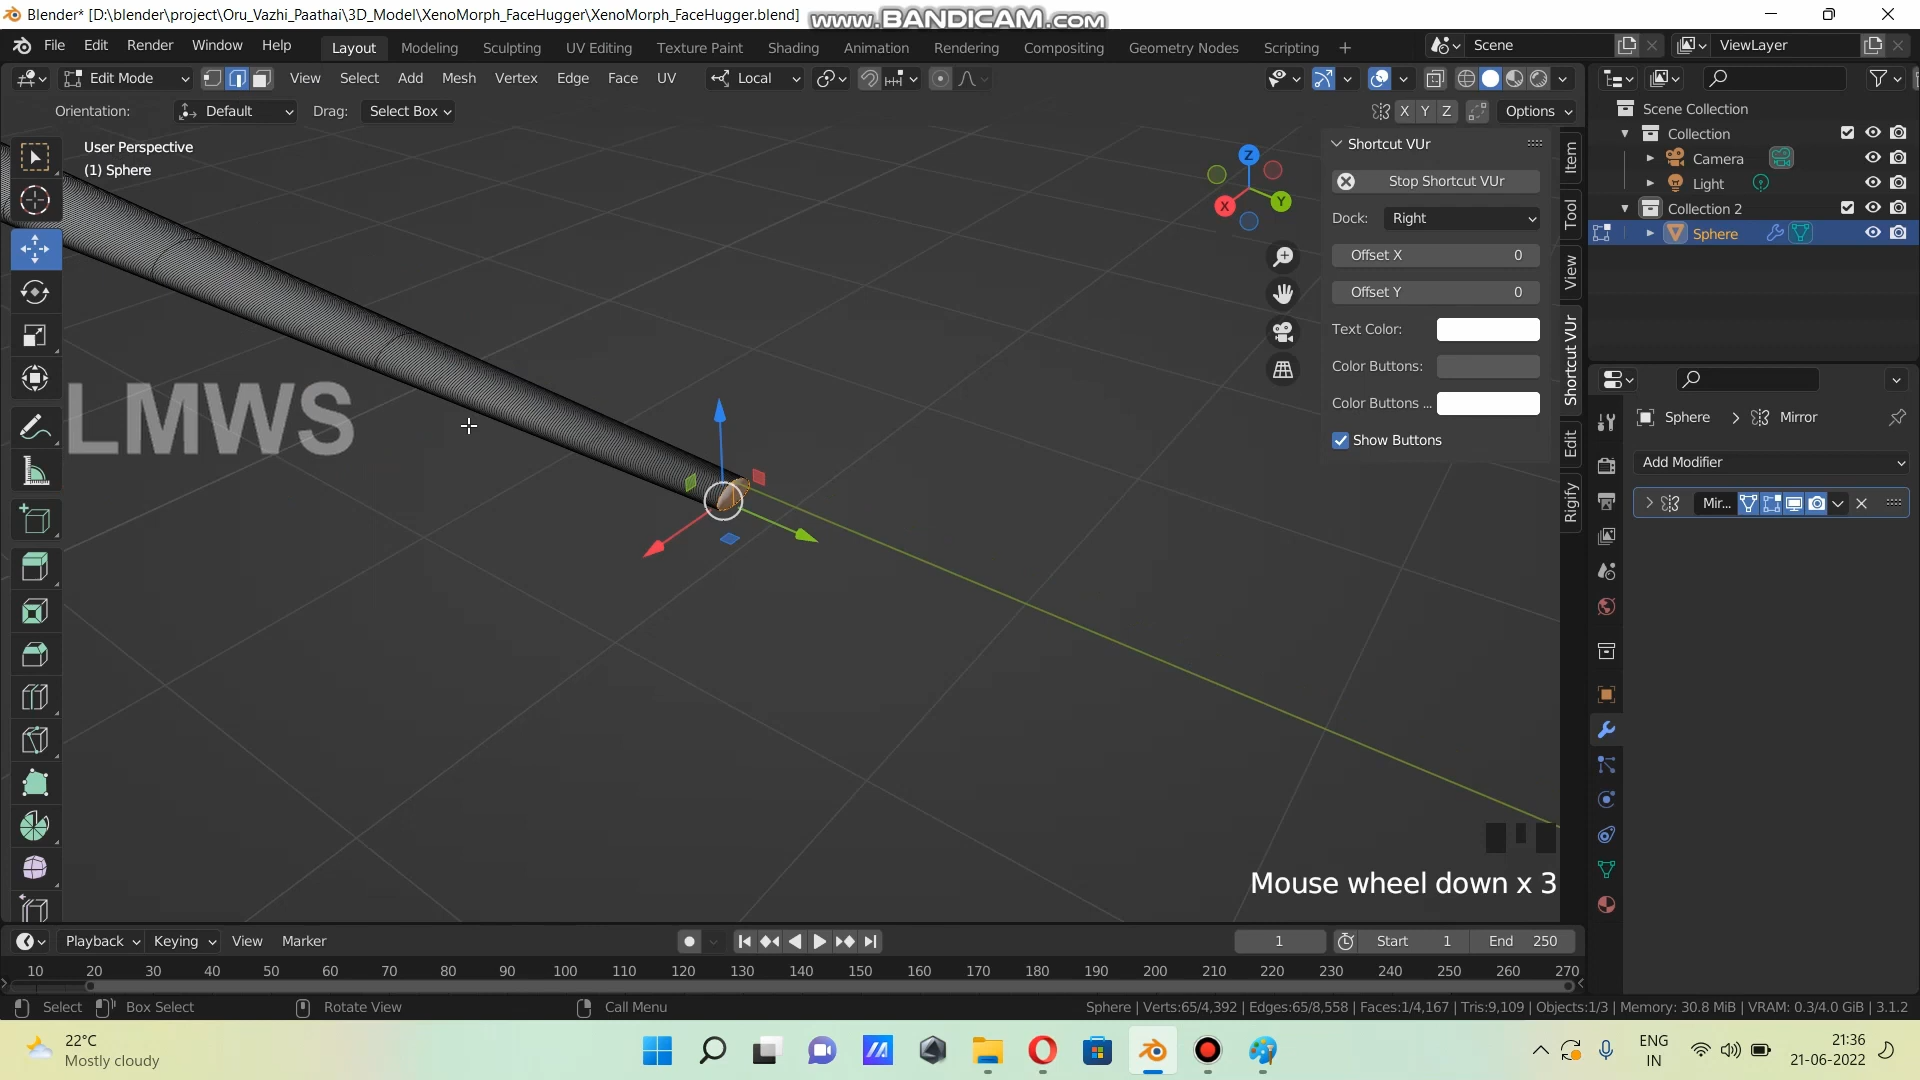 Blender* [D:\blender\project\Oru_Vazhi_Paathai\3D_Model\XenoMorph_FaceHugger\XenoMorph_FaceHugger.blend]
www.BANDICAM.com
File Edit Render Window Help Layout Modeling Sculpting UV Editing Texture Paint Shading Animation Rendering Compositing Geometry Nodes Scripting + Scene ViewLayer
Edit Mode View Select Add Mesh Vertex Edge Face UV Local
Orientation: Default Drag: Select Box X Y Z Options
User Perspective
(1) Sphere
Z
Y
X
LMWS
Shortcut VUr
Stop Shortcut VUr
Dock: Right
Offset X 0
Offset Y 0
Text Color:
Color Buttons:
Color Buttons ...
Show Buttons
Item
Tool
View
Shortcut VUr
Edit
Rigify
Scene Collection
Collection
Camera
Light
Collection 2
Sphere
Sphere > Mirror
Add Modifier
Mir...
Mouse wheel down x 3
Playback Keying View Marker 1 Start 1 End 250
10 20 30 40 50 60 70 80 90 100 110 120 130 140 150 160 170 180 190 200 210 220 230 240 250 260 270
Select Box Select Rotate View Call Menu Sphere | Verts:65/4,392 | Edges:65/8,558 | Faces:1/4,167 | Tris:9,109 | Objects:1/3 | Memory: 30.8 MiB | VRAM: 0.3/4.0 GiB | 3.1.2
22°C
Mostly cloudy
ENG
IN
21:36
21-06-2022